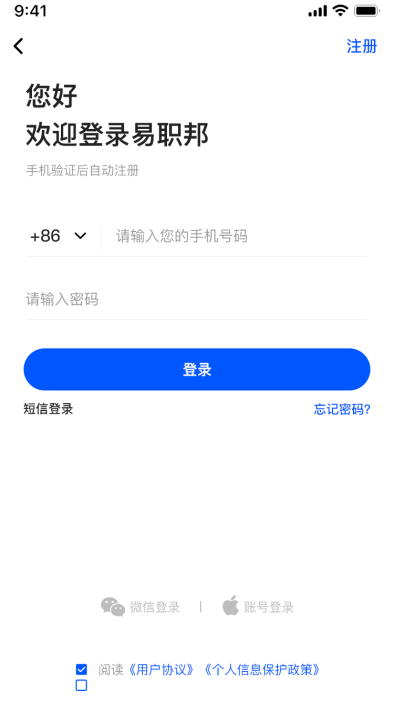 9:41
注册
您好
欢迎登录易职邦
手机验证后自动注册
+86 请输入您的手机号码
请输入密码
登录
短信登录 忘记密码?
微信登录 | 账号登录
阅读《用户协议》《个人信息保护政策》